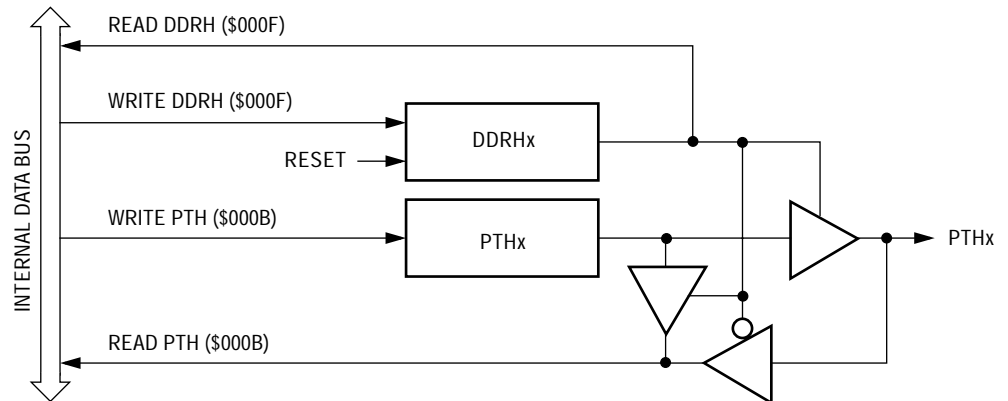 READ DDRH ($000F)
WRITE DDRH ($000F)
DDRHx
RESET
INTERNAL DATA BUS
WRITE PTH ($000B)
PTHx
PTHx
READ PTH ($000B)